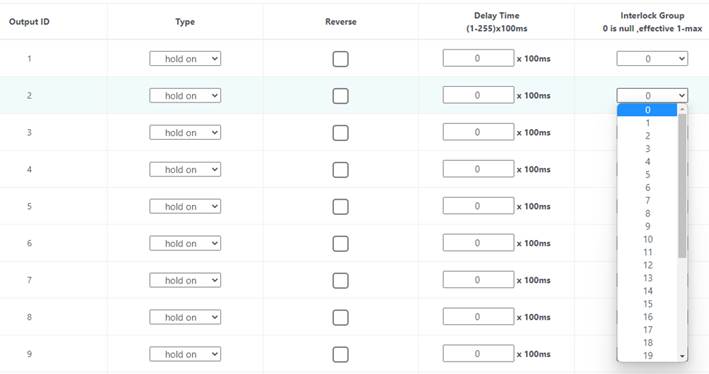 Output ID Type Reverse Delay Time Interlock Group
(1-255)x100ms 0 is null ,effective 1-max
1 hold on 0 x 100ms 0
2 hold on 0 x 100ms 0
0
1
3 hold on 0 x 100ms 2
3
4 hold on 0 x 100ms 4
5
6
5 hold on 0 x 100ms 7
8
9
6 hold on 0 x 100ms 10
11
12
7 hold on 0 x 100ms 13
14
15
8 hold on 0 x 100ms 16
17
18
9 hold on 0 x 100ms 19